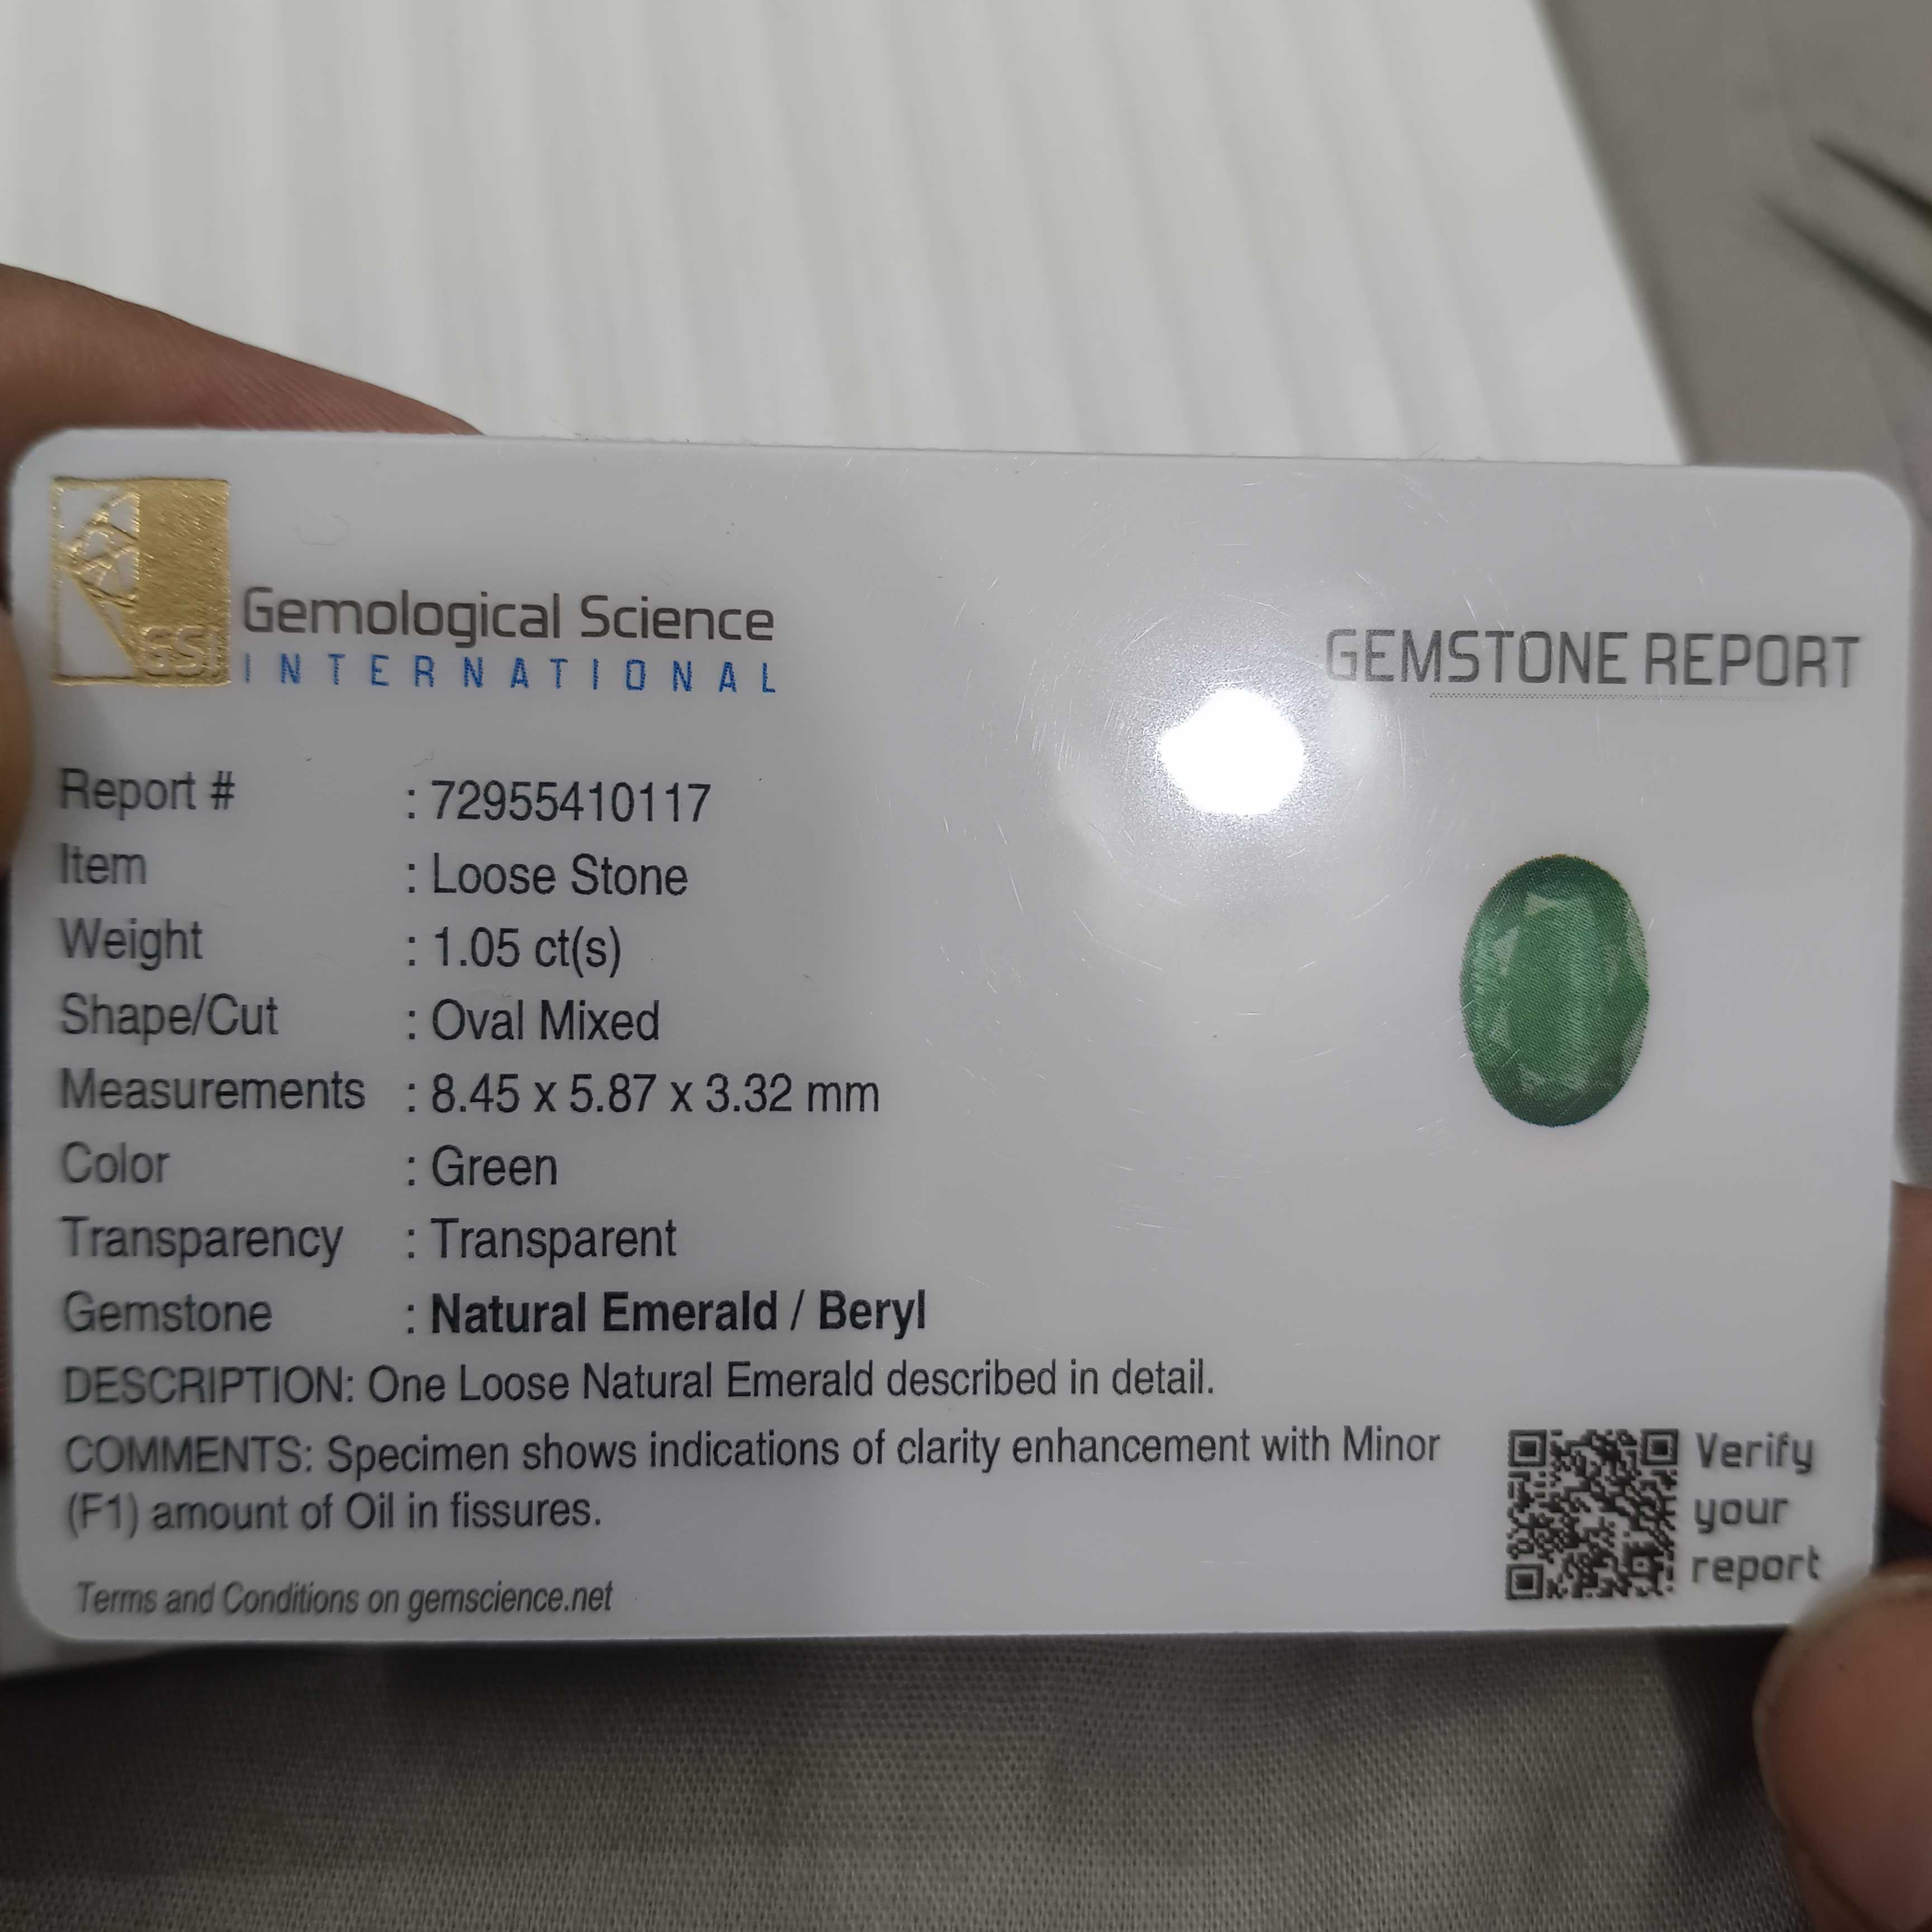 GSI
Gemological Science
INTERNATIONAL
GEMSTONE REPORT
Report # : 72955410117
Item : Loose Stone
Weight : 1.05 ct(s)
Shape/Cut : Oval Mixed
Measurements : 8.45 x 5.87 x 3.32 mm
Color : Green
Transparency : Transparent
Gemstone : Natural Emerald / Beryl
DESCRIPTION: One Loose Natural Emerald described in detail.
COMMENTS: Specimen shows indications of clarity enhancement with Minor
(F1) amount of Oil in fissures.
Terms and Conditions on gemscience.net
Verify
your
report